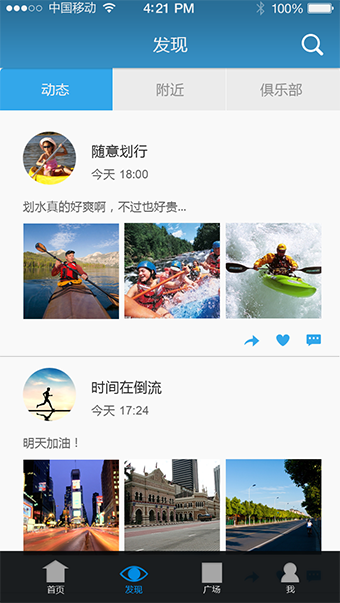 中国移动 4:21 PM 100%
发现
动态 附近 俱乐部
随意划行
今天 18:00
划水真的好爽啊，不过也好贵...
时间在倒流
今天 17:24
明天加油！
首页 发现 广场 我